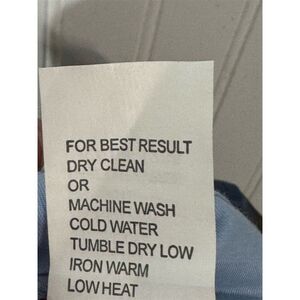 FOR BEST RESULT
DRY CLEAN
OR
MACHINE WASH
COLD WATER
TUMBLE DRY LOW
IRON WARM
LOW HEAT